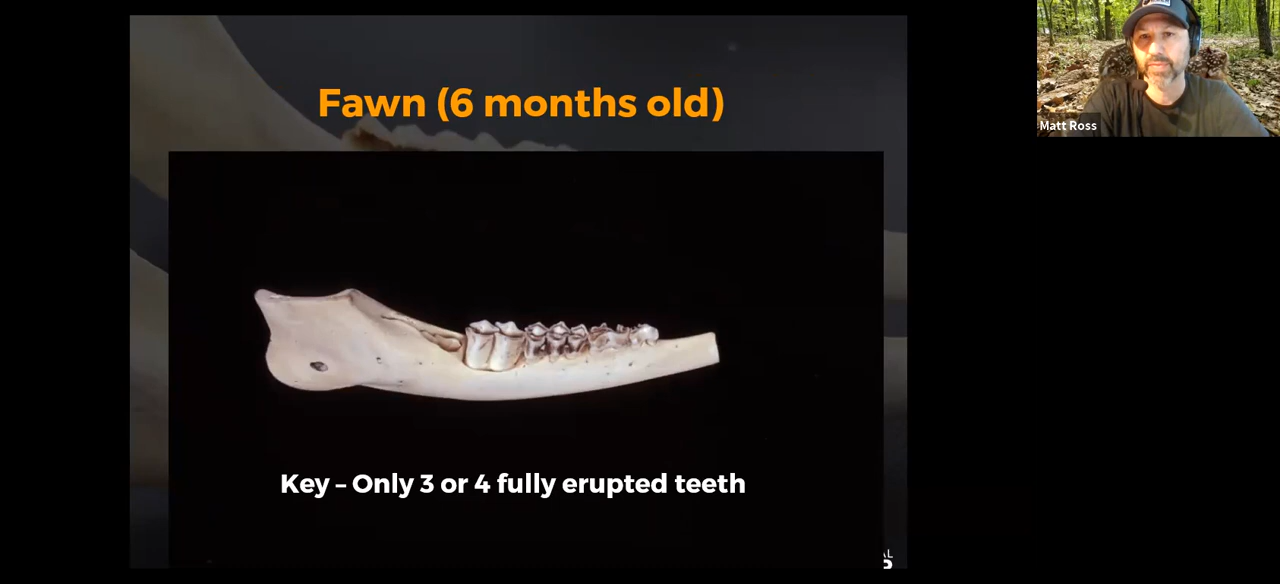 Fawn (6 months old)
Matt Ross
Key – Only 3 or 4 fully erupted teeth